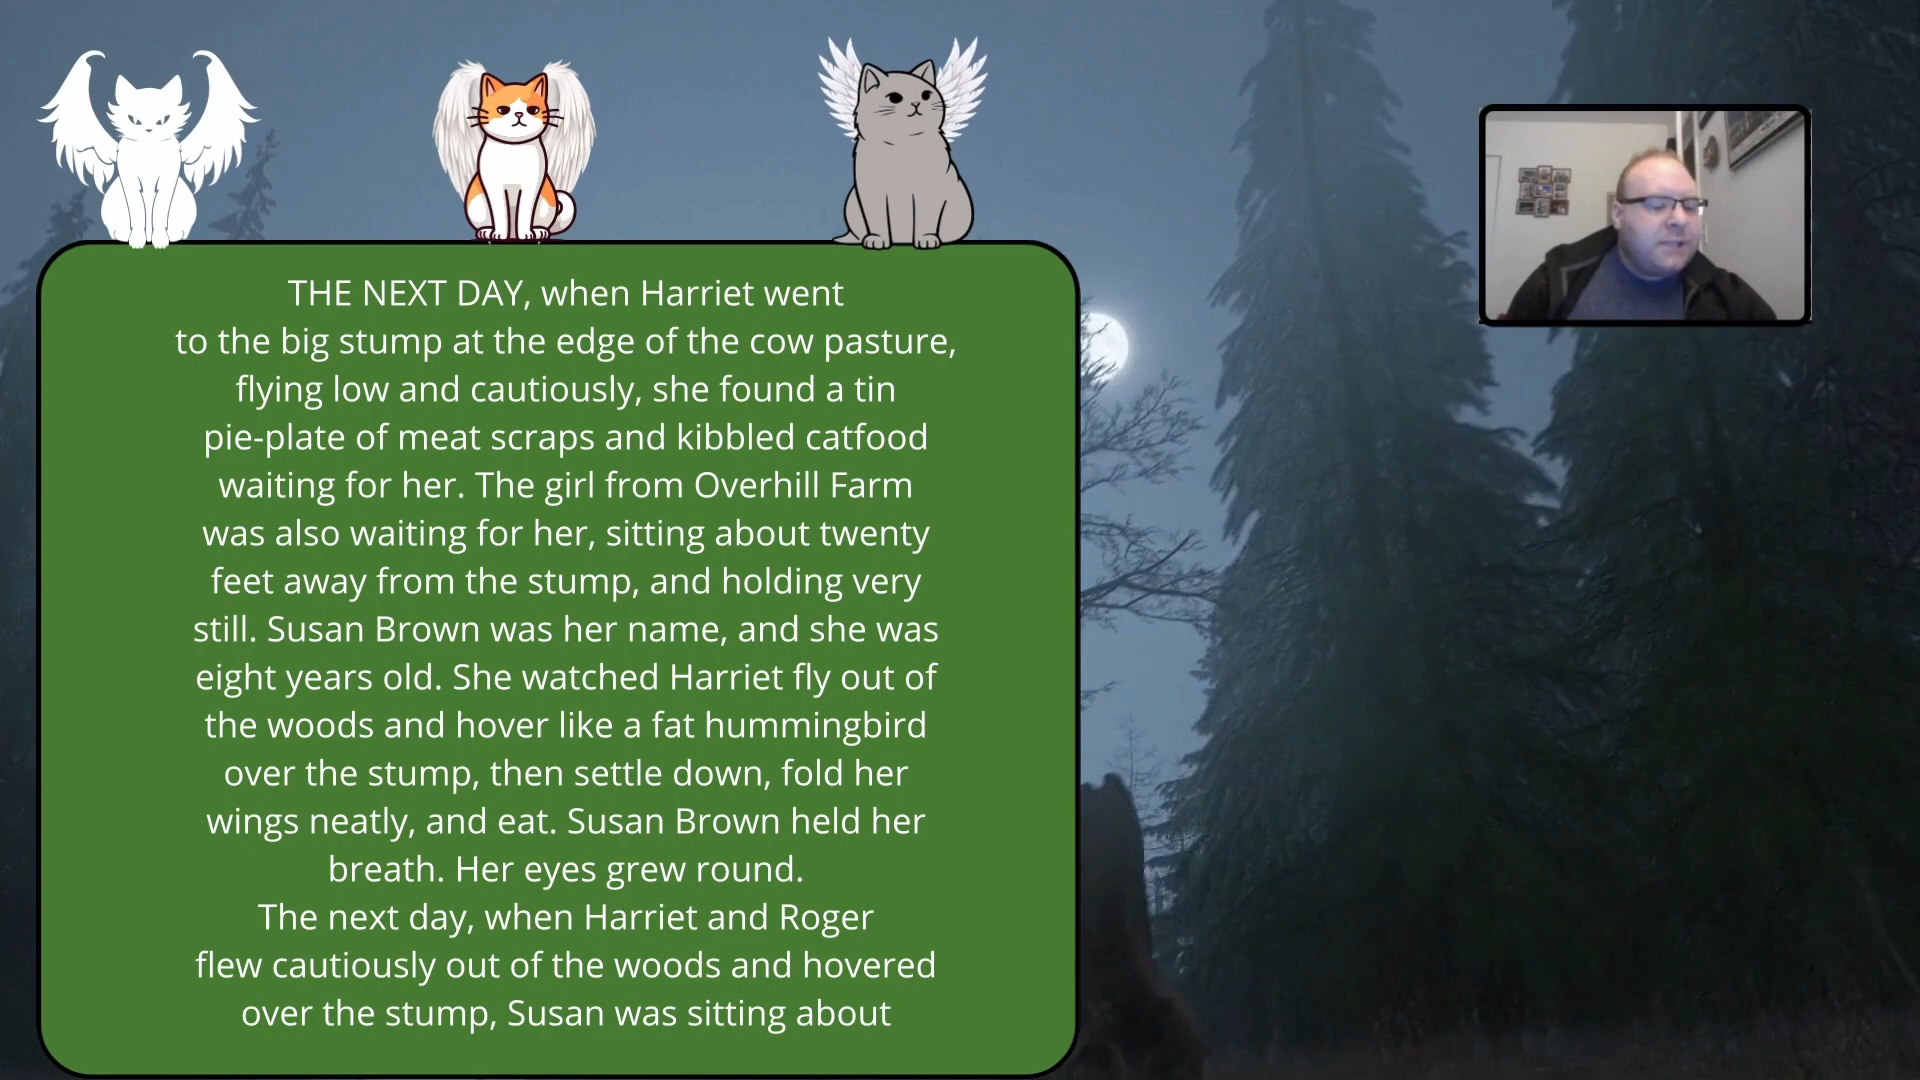 THE NEXT DAY, when Harriet went
to the big stump at the edge of the cow pasture,
flying low and cautiously, she found a tin
pie-plate of meat scraps and kibbled catfood
waiting for her. The girl from Overhill Farm
was also waiting for her, sitting about twenty
feet away from the stump, and holding very
still. Susan Brown was her name, and she was
eight years old. She watched Harriet fly out of
the woods and hover like a fat hummingbird
over the stump, then settle down, fold her
wings neatly, and eat. Susan Brown held her
breath. Her eyes grew round.
The next day, when Harriet and Roger
flew cautiously out of the woods and hovered
over the stump, Susan was sitting about